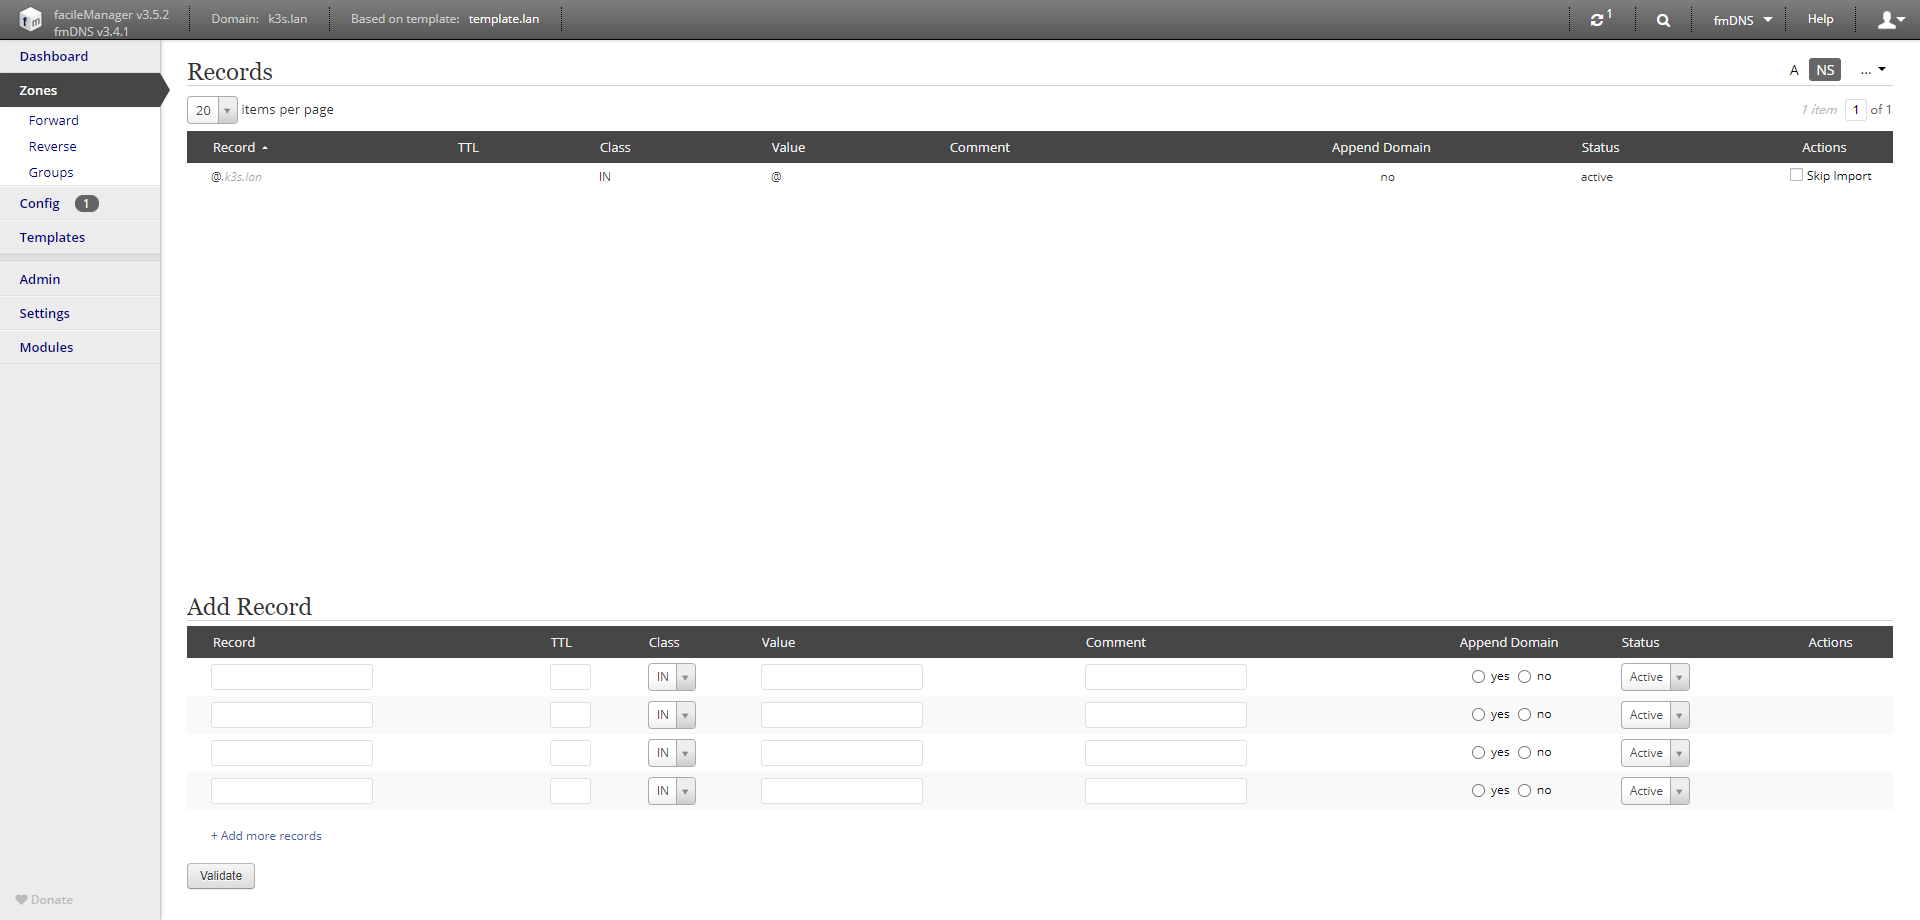 facileManager v3.5.2
fmDNS v3.4.1
Domain: k3s.lan
Based on template: template.lan
1
fmDNS
Help
Dashboard
Zones
Forward
Reverse
Groups
Config 1
Templates
Admin
Settings
Modules
Donate
Records
A NS ...
20 items per page
1 item 1 of 1
Record TTL Class Value Comment Append Domain Status Actions
@.k3s.lan IN @ no active Skip Import
Add Record
Record TTL Class Value Comment Append Domain Status Actions
IN yes no Active
IN yes no Active
IN yes no Active
IN yes no Active
+ Add more records
Validate